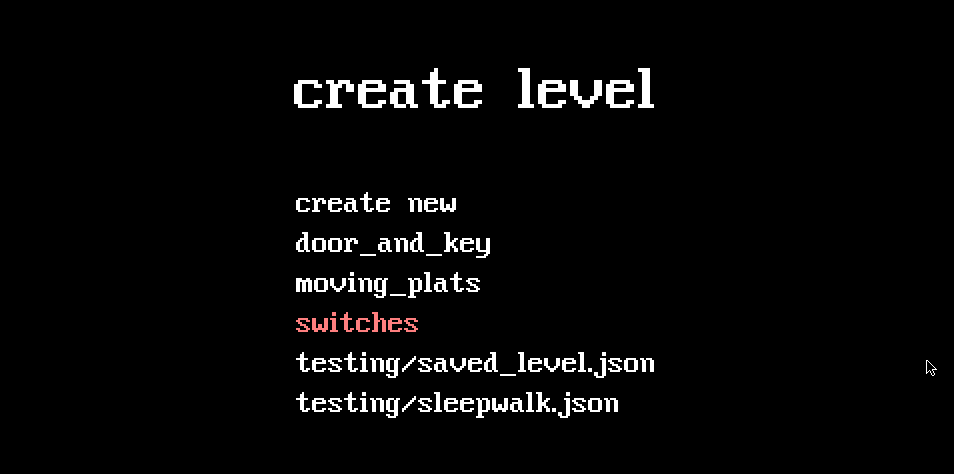 create level
create new
door_and_key
moving_plats
switches
testing/saved_level.json
testing/sleepwalk.json